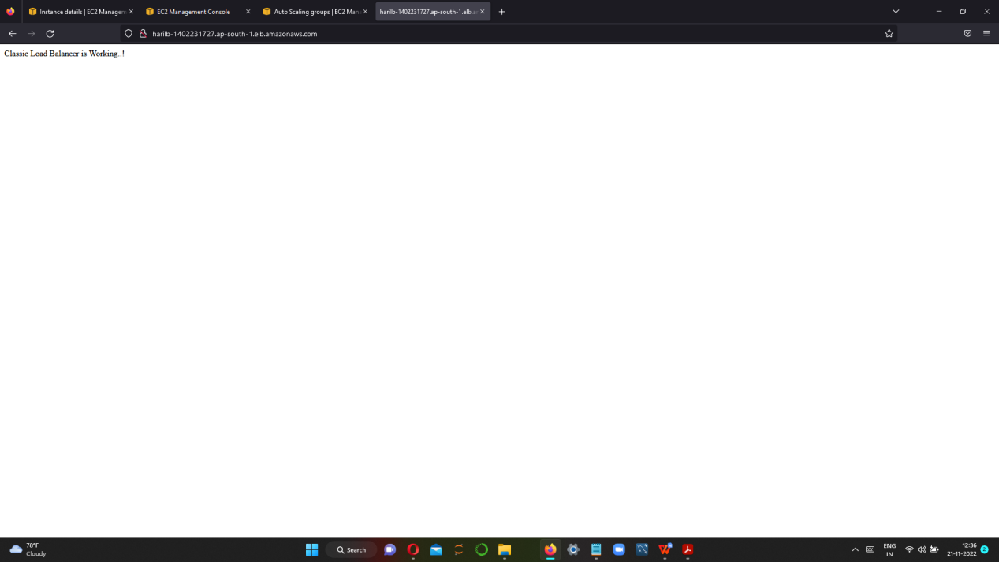 Instance details | EC2 Managem
EC2 Management Console
Auto Scaling groups | EC2 Man
harilb-1402231727.ap-south-1.elb.a
harilb-1402231727.ap-south-1.elb.amazonaws.com
Classic Load Balancer is Working..!
78°F
Cloudy
Search
ENG
IN
12:36
21-11-2022
2